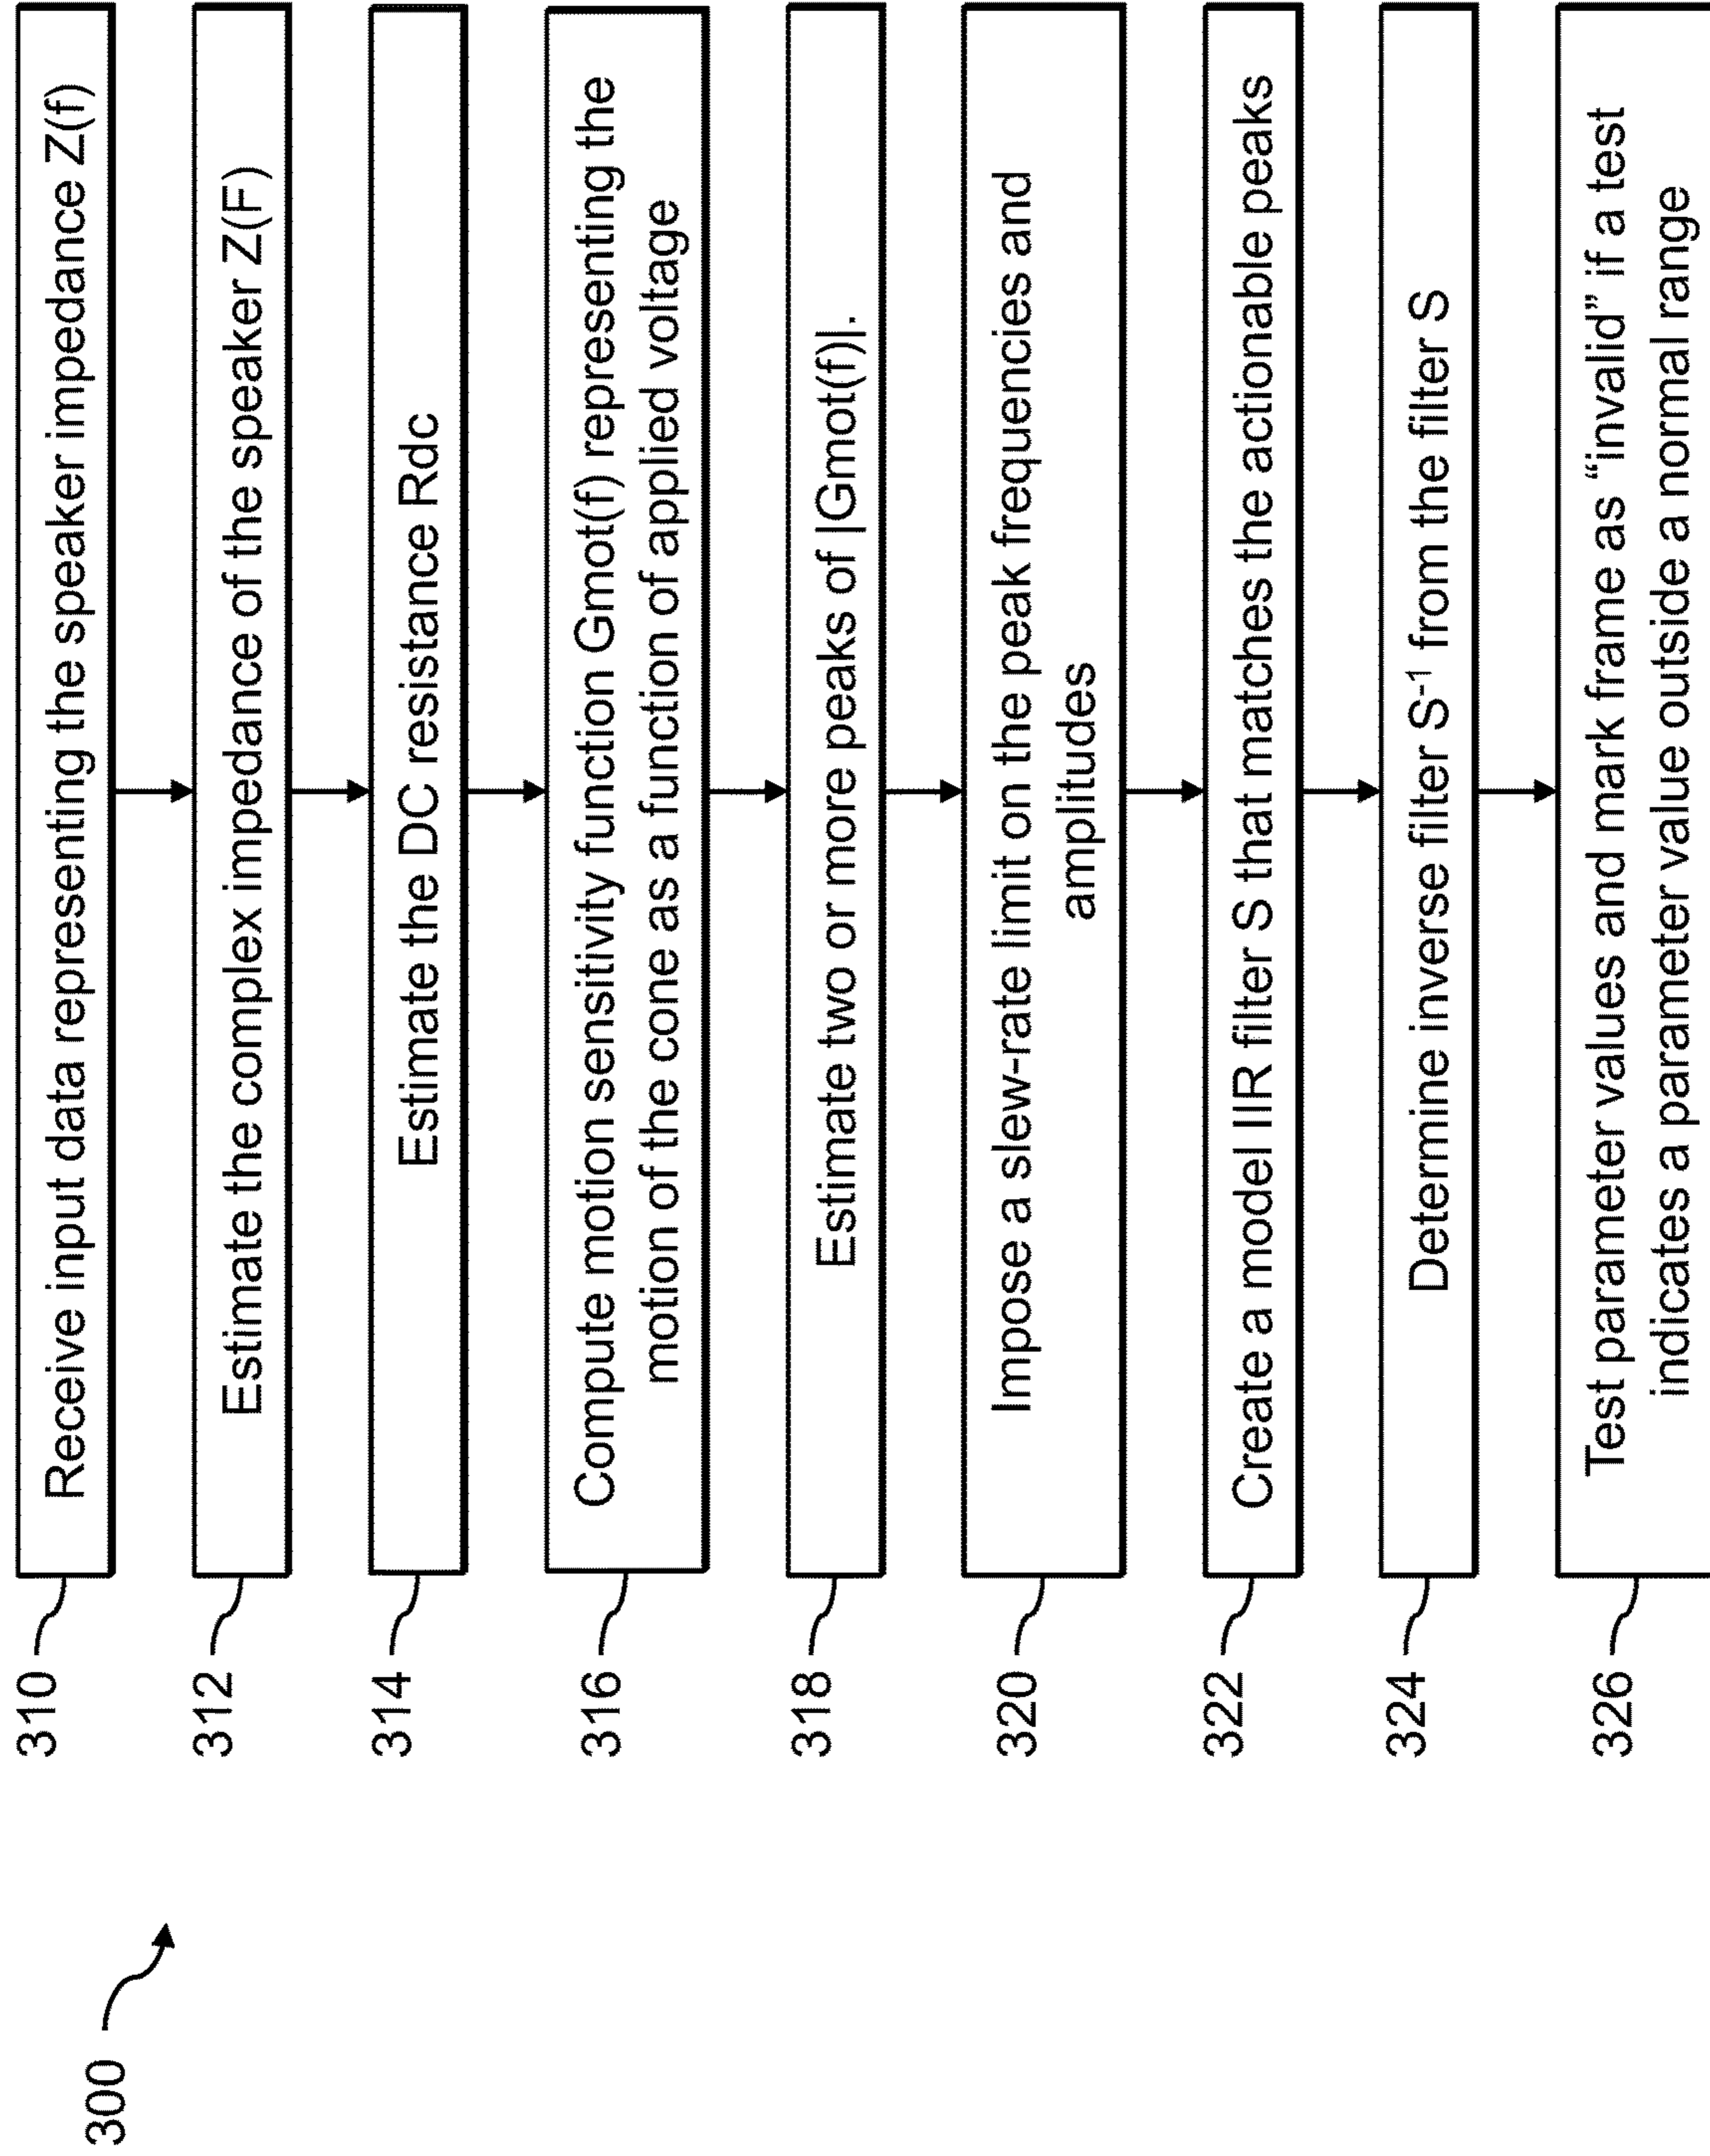 300
310
Receive input data representing the speaker impedance Z(f)
312
Estimate the complex impedance of the speaker Z(F)
314
Estimate the DC resistance Rdc
316
Compute motion sensitivity function Gmot(f) representing the
motion of the cone as a function of applied voltage
318
Estimate two or more peaks of |Gmot(f)|.
320
Impose a slew-rate limit on the peak frequencies and
amplitudes
322
Create a model IIR filter S that matches the actionable peaks
324
Determine inverse filter S⁻¹ from the filter S
326
Test parameter values and mark frame as “invalid” if a test
indicates a parameter value outside a normal range